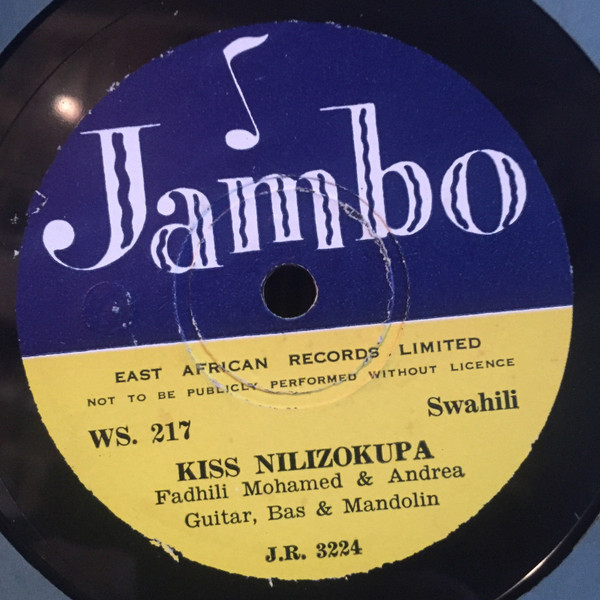 Jambo
EAST AFRICAN RECORDS LIMITED
NOT TO BE PUBLICLY PERFORMED WITHOUT LICENCE
WS. 217
Swahili
KISS NILIZOKUPA
Fadhili Mohamed & Andrea
Guitar, Bas & Mandolin
J.R. 3224